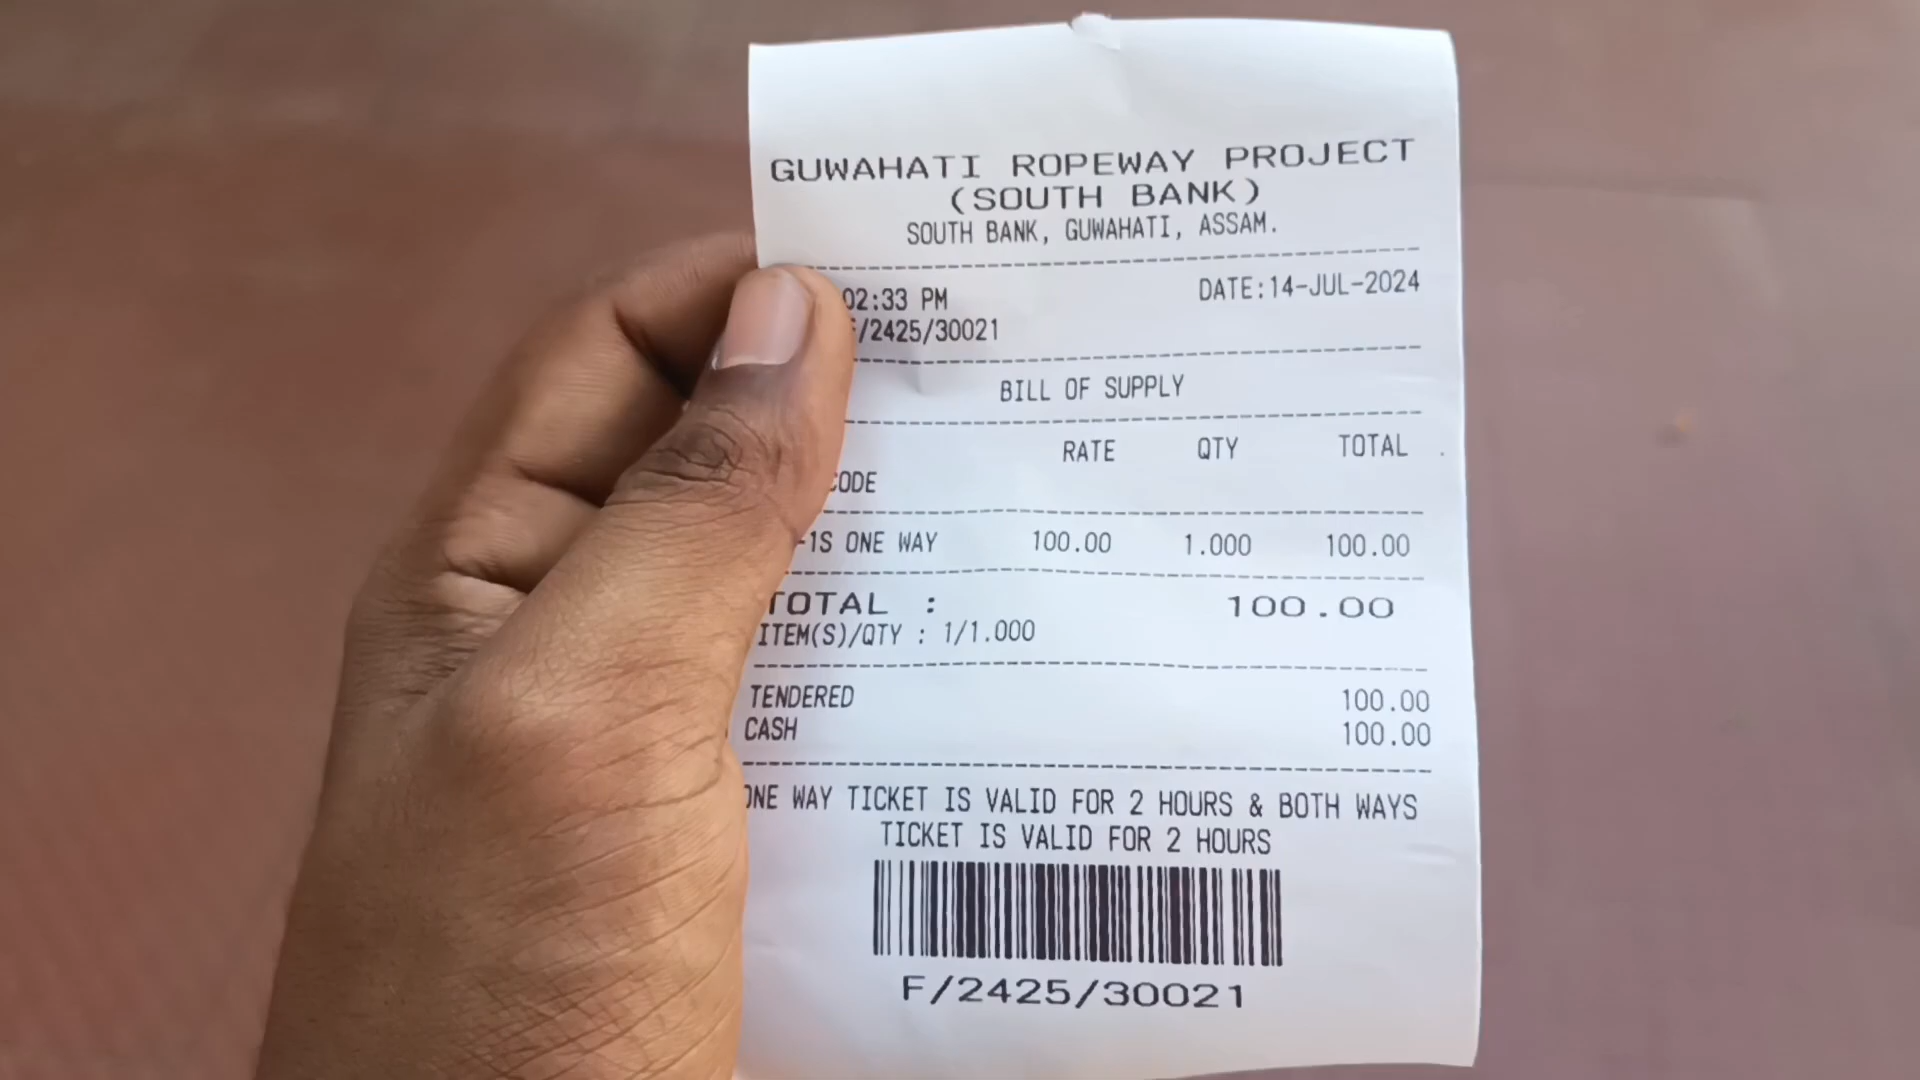 GUWAHATI ROPEWAY PROJECT
(SOUTH BANK)
SOUTH BANK, GUWAHATI, ASSAM.
02:33 PM DATE:14-JUL-2024
F/2425/30021
BILL OF SUPPLY
RATE QTY TOTAL
CODE
-1S ONE WAY 100.00 1.000 100.00
TOTAL : 100.00
ITEM(S)/QTY : 1/1.000
TENDERED 100.00
CASH 100.00
ONE WAY TICKET IS VALID FOR 2 HOURS & BOTH WAYS
TICKET IS VALID FOR 2 HOURS
F/2425/30021